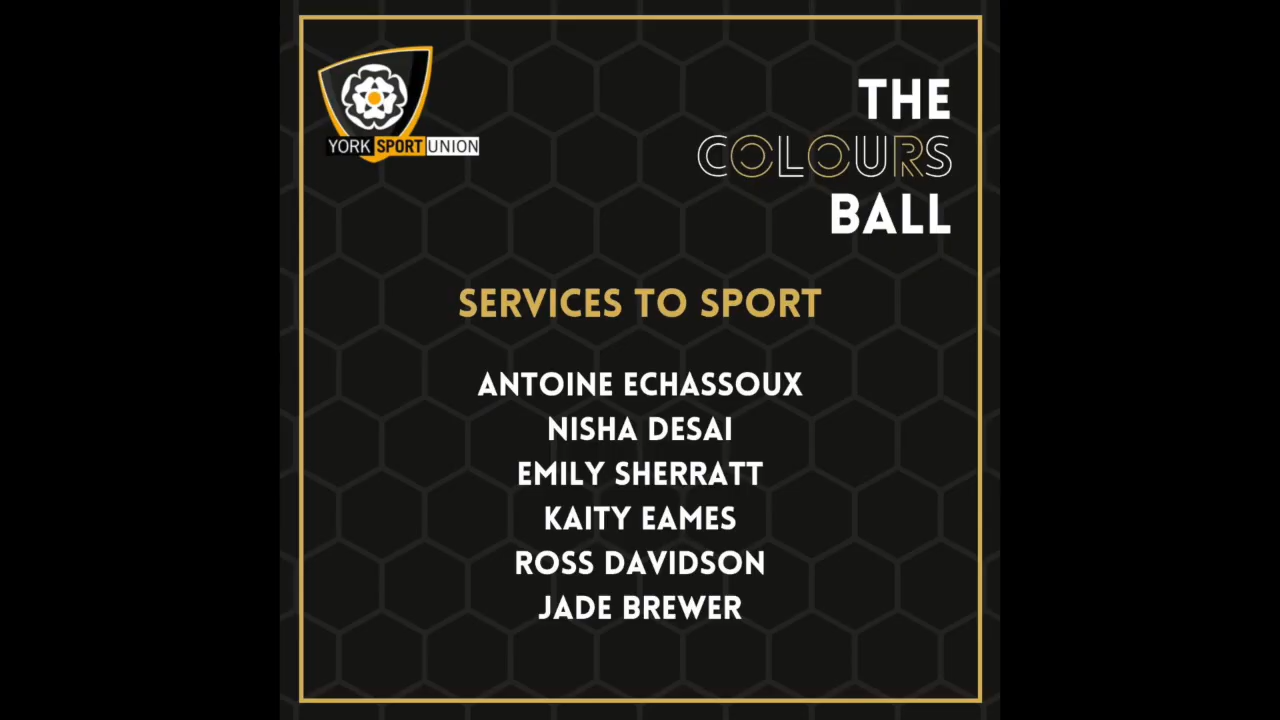 YORK SPORT UNION
THE
COLOURS
BALL
SERVICES TO SPORT
ANTOINE ECHASSOUX
NISHA DESAI
EMILY SHERRATT
KAITY EAMES
ROSS DAVIDSON
JADE BREWER